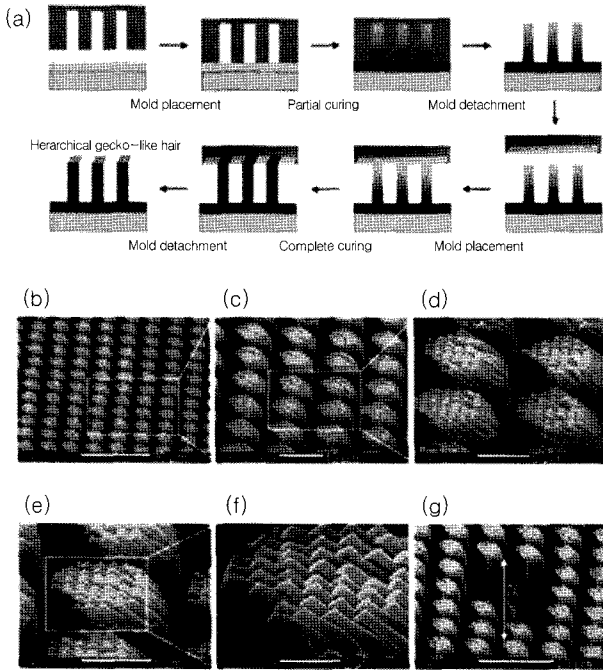 (a)
Mold placement Partial curing Mold detachment
Herarchical gecko-like hair
Mold detachment Complete curing Mold placement
(b) (c) (d)
(e) (f) (g)